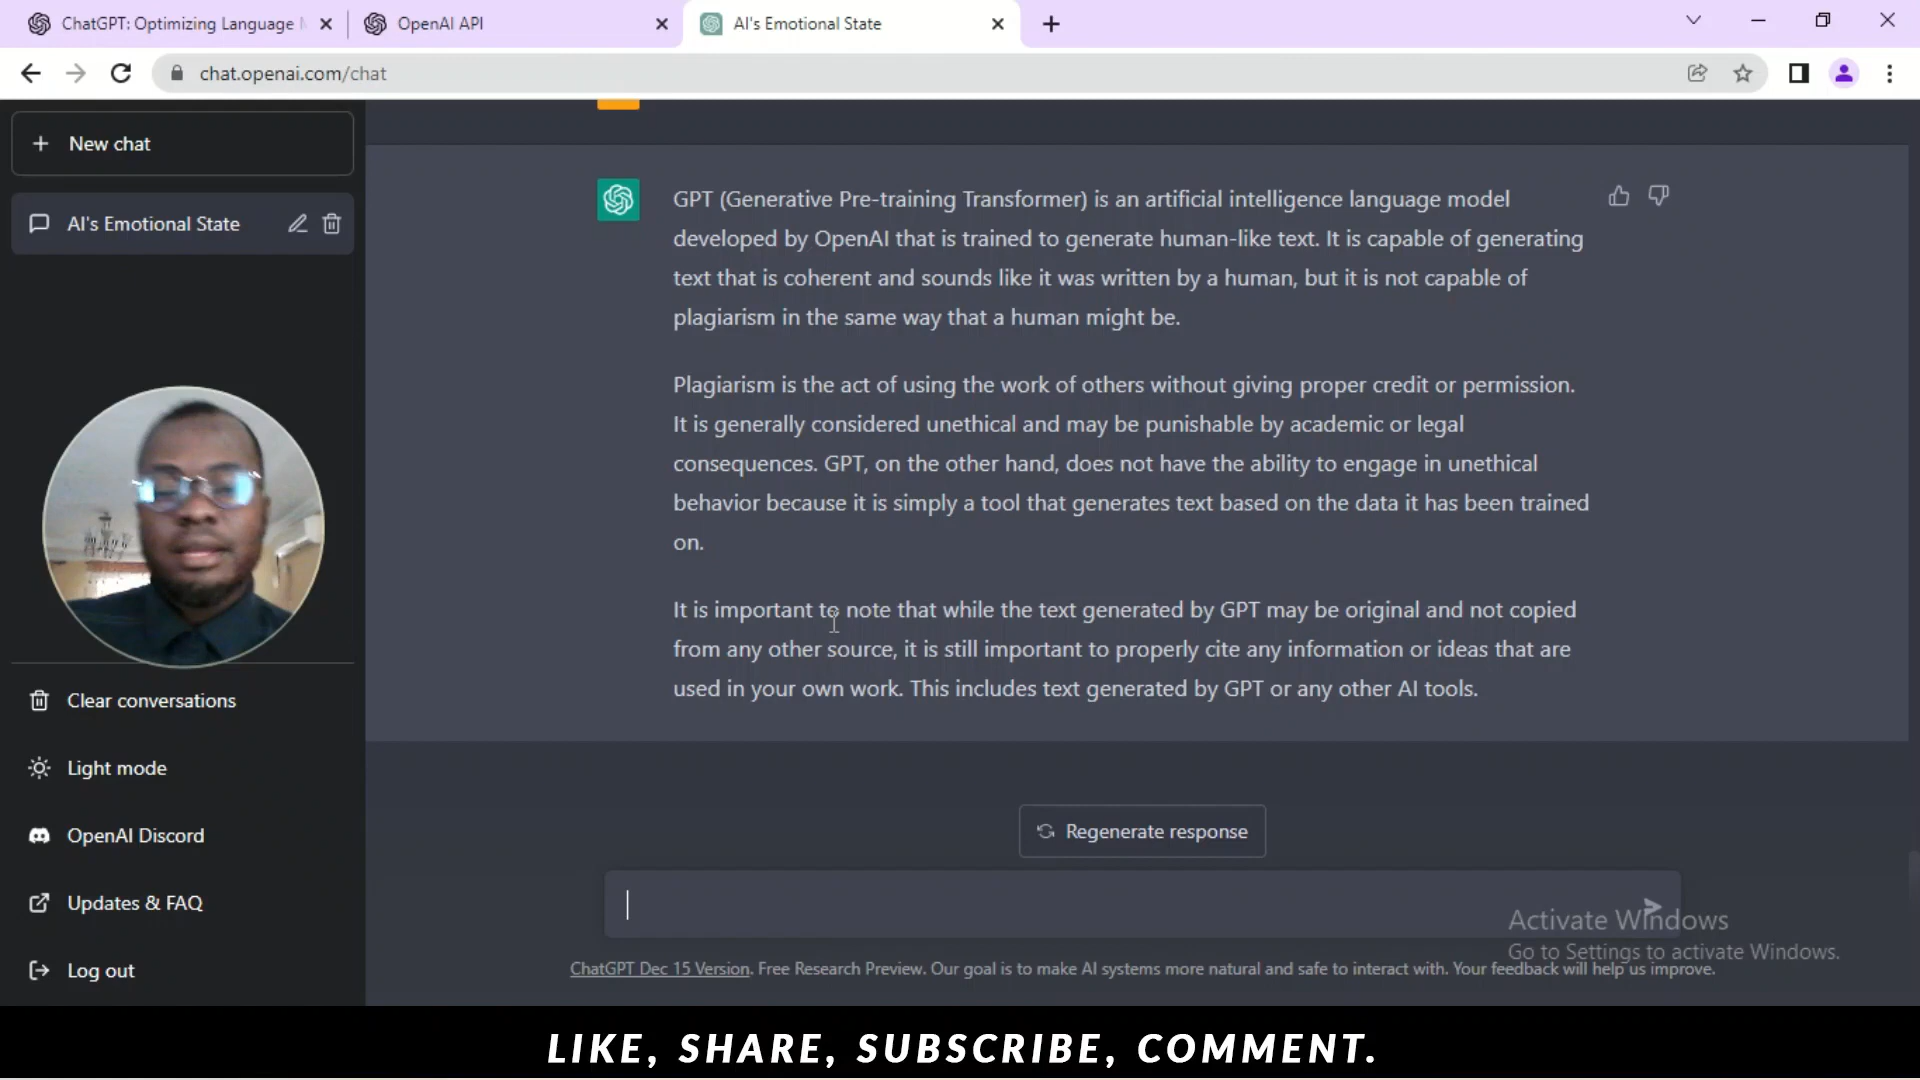 ChatGPT: Optimizing Language
OpenAI API
AI's Emotional State
chat.openai.com/chat
New chat
AI's Emotional State
GPT (Generative Pre-training Transformer) is an artificial intelligence language model
developed by OpenAI that is trained to generate human-like text. It is capable of generating
text that is coherent and sounds like it was written by a human, but it is not capable of
plagiarism in the same way that a human might be.
Plagiarism is the act of using the work of others without giving proper credit or permission.
It is generally considered unethical and may be punishable by academic or legal
consequences. GPT, on the other hand, does not have the ability to engage in unethical
behavior because it is simply a tool that generates text based on the data it has been trained
on.
It is important to note that while the text generated by GPT may be original and not copied
from any other source, it is still important to properly cite any information or ideas that are
used in your own work. This includes text generated by GPT or any other AI tools.
Clear conversations
Light mode
OpenAI Discord
Updates & FAQ
Log out
Regenerate response
Activate Windows
Go to Settings to activate Windows.
ChatGPT Dec 15 Version. Free Research Preview. Our goal is to make AI systems more natural and safe to interact with. Your feedback will help us improve.
LIKE, SHARE, SUBSCRIBE, COMMENT.